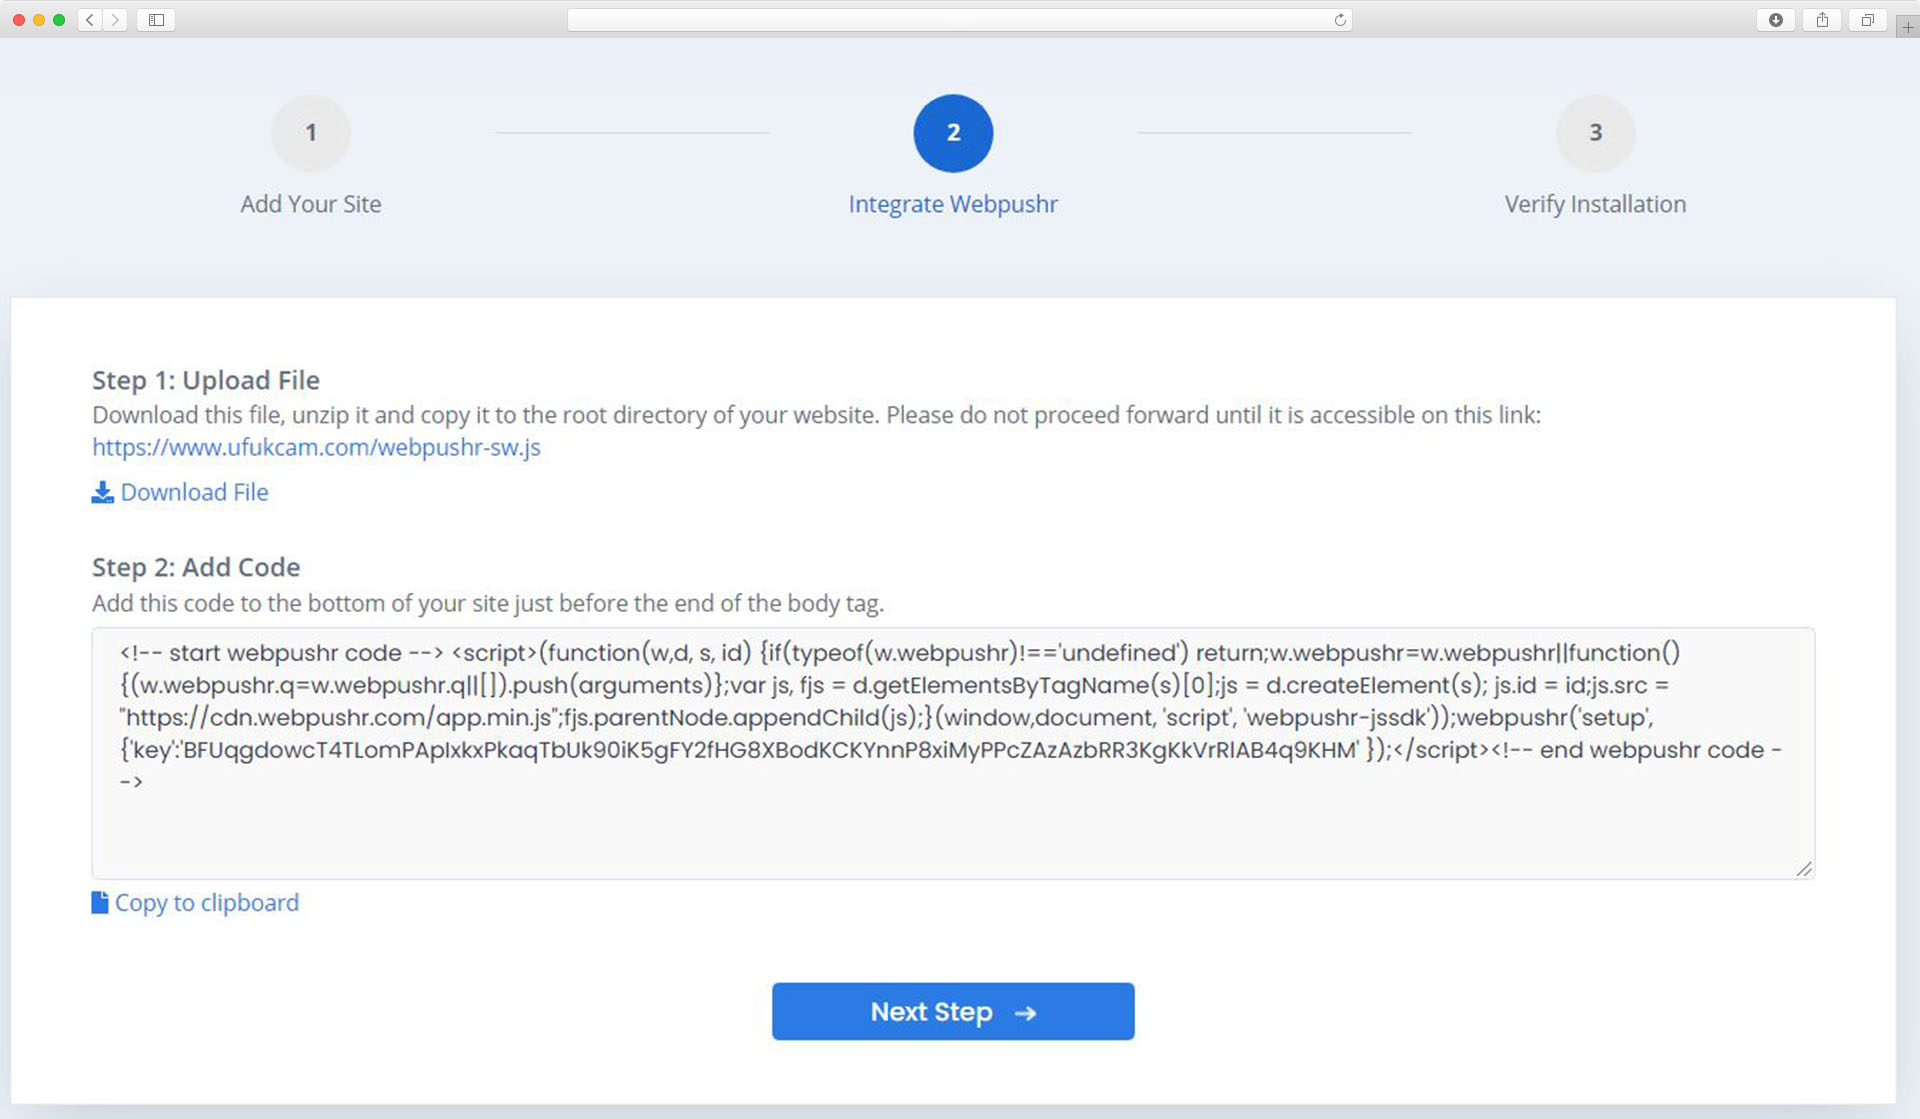 1
2
3
Add Your Site
Integrate Webpushr
Verify Installation
Step 1: Upload File
Download this file, unzip it and copy it to the root directory of your website. Please do not proceed forward until it is accessible on this link:
https://www.ufukcam.com/webpushr-sw.js
Download File
Step 2: Add Code
Add this code to the bottom of your site just before the end of the body tag.
<!-- start webpushr code --> <script>(function(w,d, s, id) {if(typeof(w.webpushr)!=='undefined') return;w.webpushr=w.webpushr||function()
{(w.webpushr.q=w.webpushr.q||[]).push(arguments)};var js, fjs = d.getElementsByTagName(s)[0];js = d.createElement(s); js.id = id;js.src =
"https://cdn.webpushr.com/app.min.js";fjs.parentNode.appendChild(js);}(window,document, 'script', 'webpushr-jssdk'));webpushr('setup',
{'key':'BFUqgdowcT4TLomPAplxkxPkaqTbUk90iK5gFY2fHG8XBodKCKYnnP8xiMyPPcZAzAzbRR3KgKkVrRlAB4q9KHM' });</script><!-- end webpushr code -
->
Copy to clipboard
Next Step →